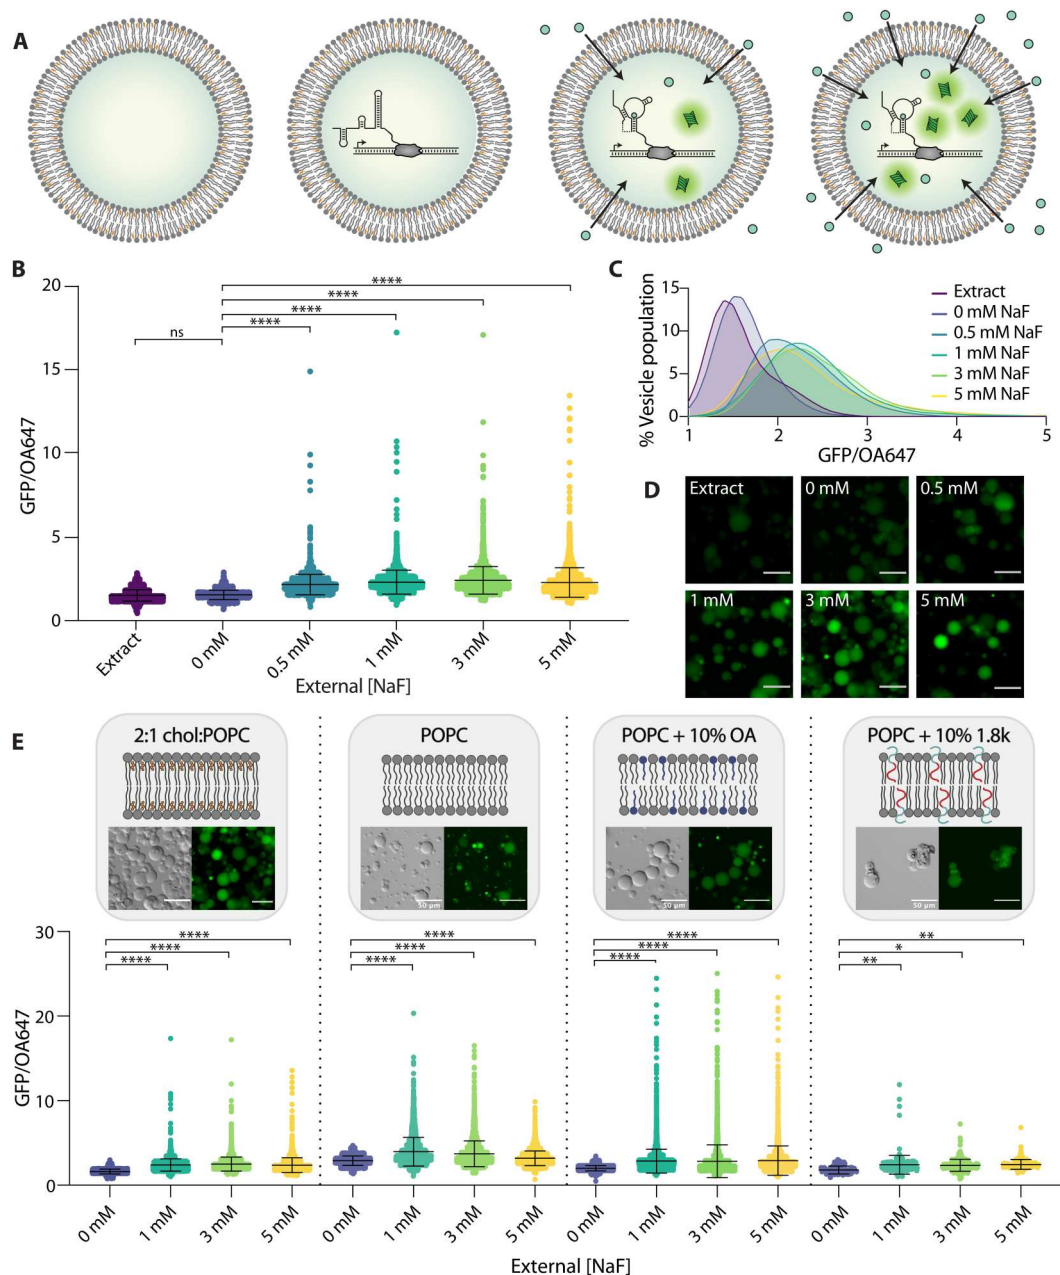 A
B
20
15
10
5
0
GFP/OA647
ns
****
****
****
****
Extract
0 mM
0.5 mM
1 mM
3 mM
5 mM
External [NaF]
C
15
10
5
0
% Vesicle population
1 2 3 4 5
GFP/OA647
Extract
0 mM NaF
0.5 mM NaF
1 mM NaF
3 mM NaF
5 mM NaF
D
Extract
0 mM
0.5 mM
1 mM
3 mM
5 mM
E
2:1 chol:POPC
POPC
50 μm
POPC + 10% OA
50 μm
POPC + 10% 1.8k
50 μm
30
20
10
0
GFP/OA647
****
****
****
****
****
****
****
****
****
**
*
**
0 mM
1 mM
3 mM
5 mM
0 mM
1 mM
3 mM
5 mM
0 mM
1 mM
3 mM
5 mM
0 mM
1 mM
3 mM
5 mM
External [NaF]